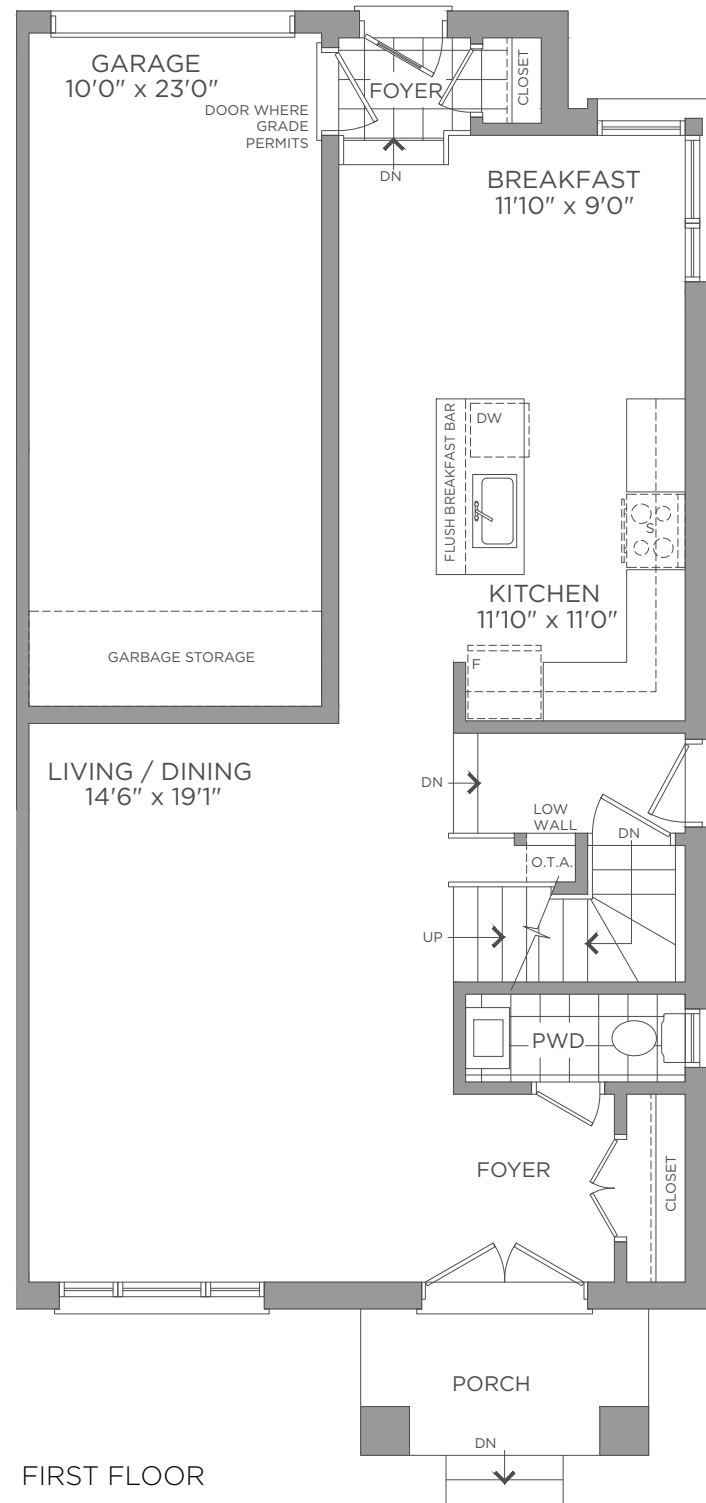 GARAGE
10'0" x 23'0"
DOOR WHERE
GRADE
PERMITS
FOYER
CLOSET
DN
BREAKFAST
11'10" x 9'0"
FLUSH BREAKFAST BAR
DW
S
KITCHEN
11'10" x 11'0"
F
GARBAGE STORAGE
LIVING / DINING
14'6" x 19'1"
DN
LOW
WALL
DN
O.T.A.
UP
PWD
FOYER
CLOSET
PORCH
DN
FIRST FLOOR